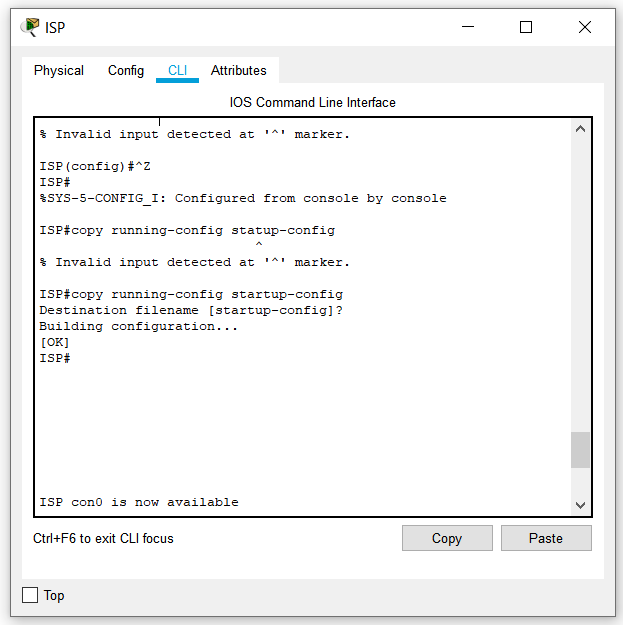 ISP
Physical Config CLI Attributes
IOS Command Line Interface
% Invalid input detected at '^' marker.
ISP(config)#^Z
ISP#
%SYS-5-CONFIG_I: Configured from console by console
ISP#copy running-config statup-config
^
% Invalid input detected at '^' marker.
ISP#copy running-config startup-config
Destination filename [startup-config]?
Building configuration...
[OK]
ISP#
ISP con0 is now available
Ctrl+F6 to exit CLI focus Copy Paste
Top